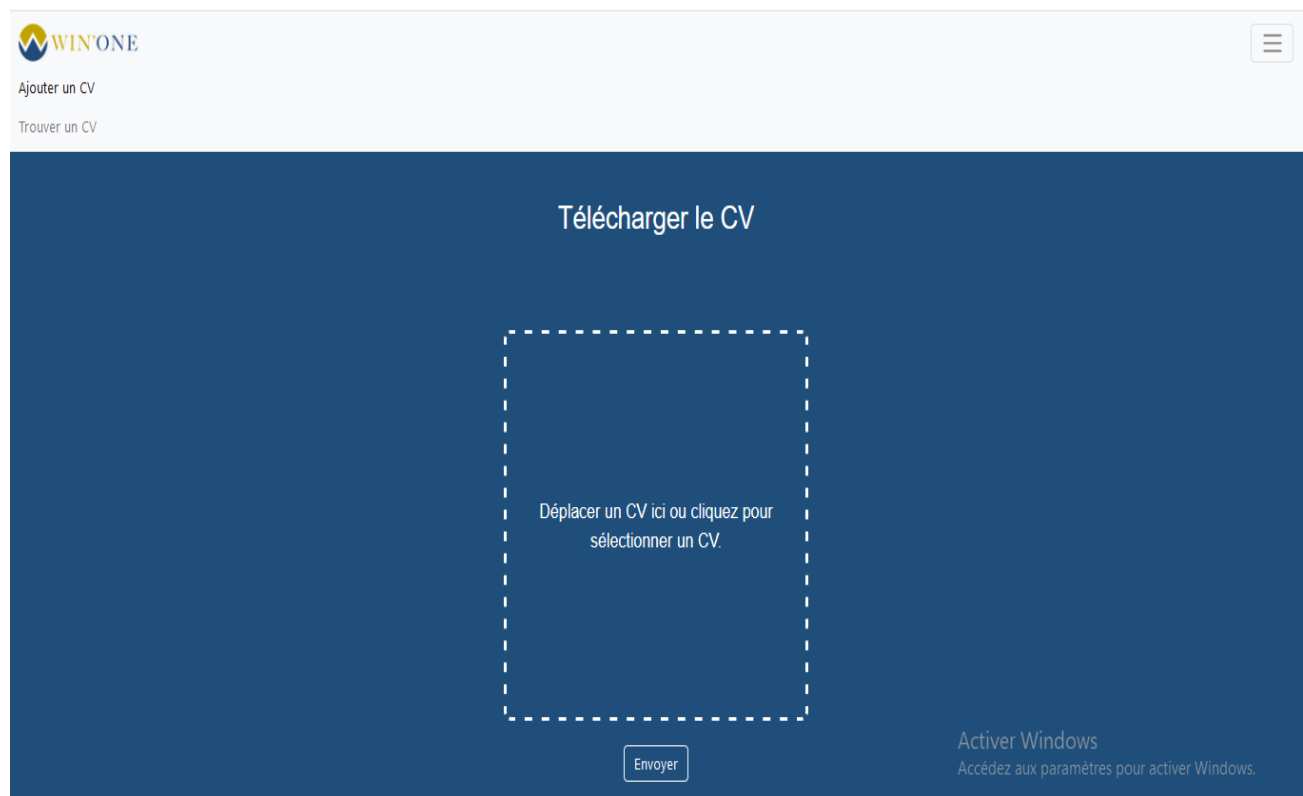 WIN'ONE
Ajouter un CV
Trouver un CV
Télécharger le CV
Déplacer un CV ici ou cliquez pour
sélectionner un CV.
Envoyer
Activer Windows
Accédez aux paramètres pour activer Windows.